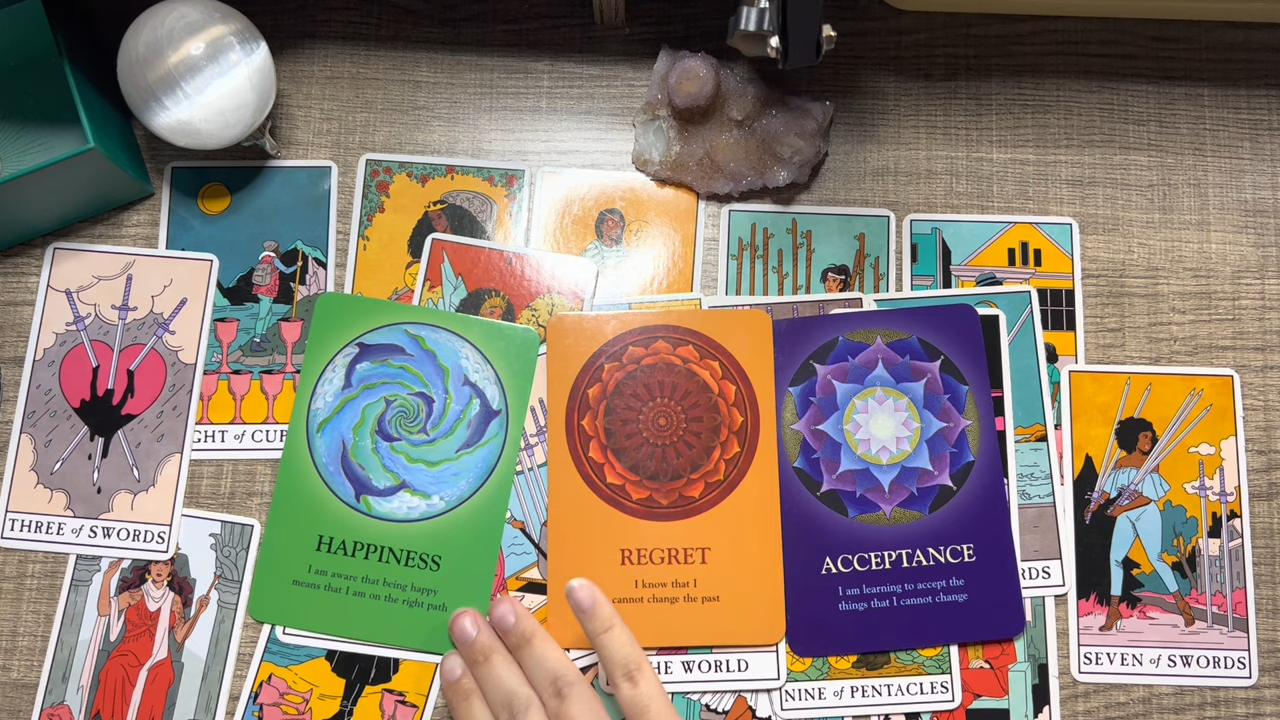 THREE of SWORDS
GHT of CUP
HAPPINESS
I am aware that being happy
means that I am on the right path
REGRET
I know that I
cannot change the past
ACCEPTANCE
I am learning to accept the
things that I cannot change
RDS
SEVEN of SWORDS
THE WORLD
NINE of PENTACLES